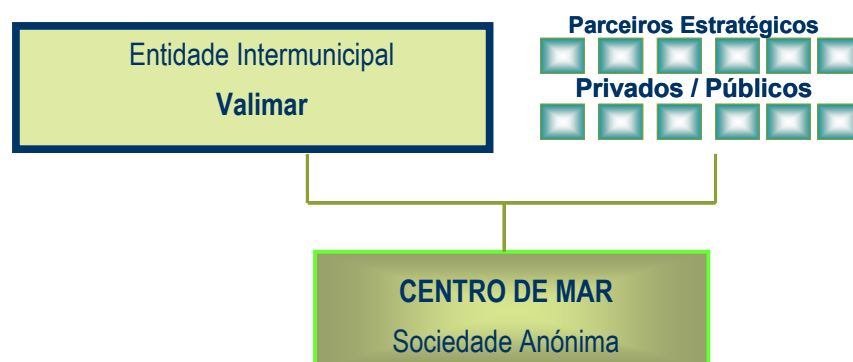 Entidade Intermunicipal
Valimar
Parceiros Estratégicos
Privados / Públicos
CENTRO DE MAR
Sociedade Anónima